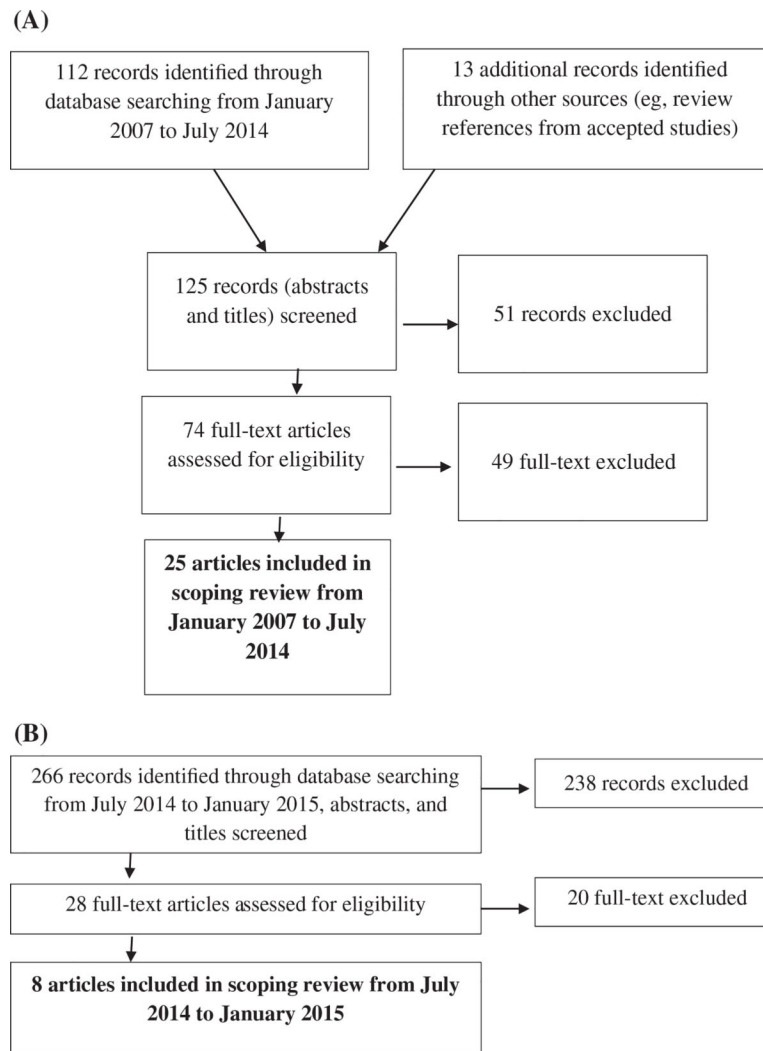 (A)
112 records identified through
database searching from January
2007 to July 2014
13 additional records identified
through other sources (eg, review
references from accepted studies)
125 records (abstracts
and titles) screened
51 records excluded
74 full-text articles
assessed for eligibility
49 full-text excluded
25 articles included in
scoping review from
January 2007 to July
2014
(B)
266 records identified through database searching
from July 2014 to January 2015, abstracts, and
titles screened
238 records excluded
28 full-text articles assessed for eligibility
20 full-text excluded
8 articles included in scoping review from July
2014 to January 2015